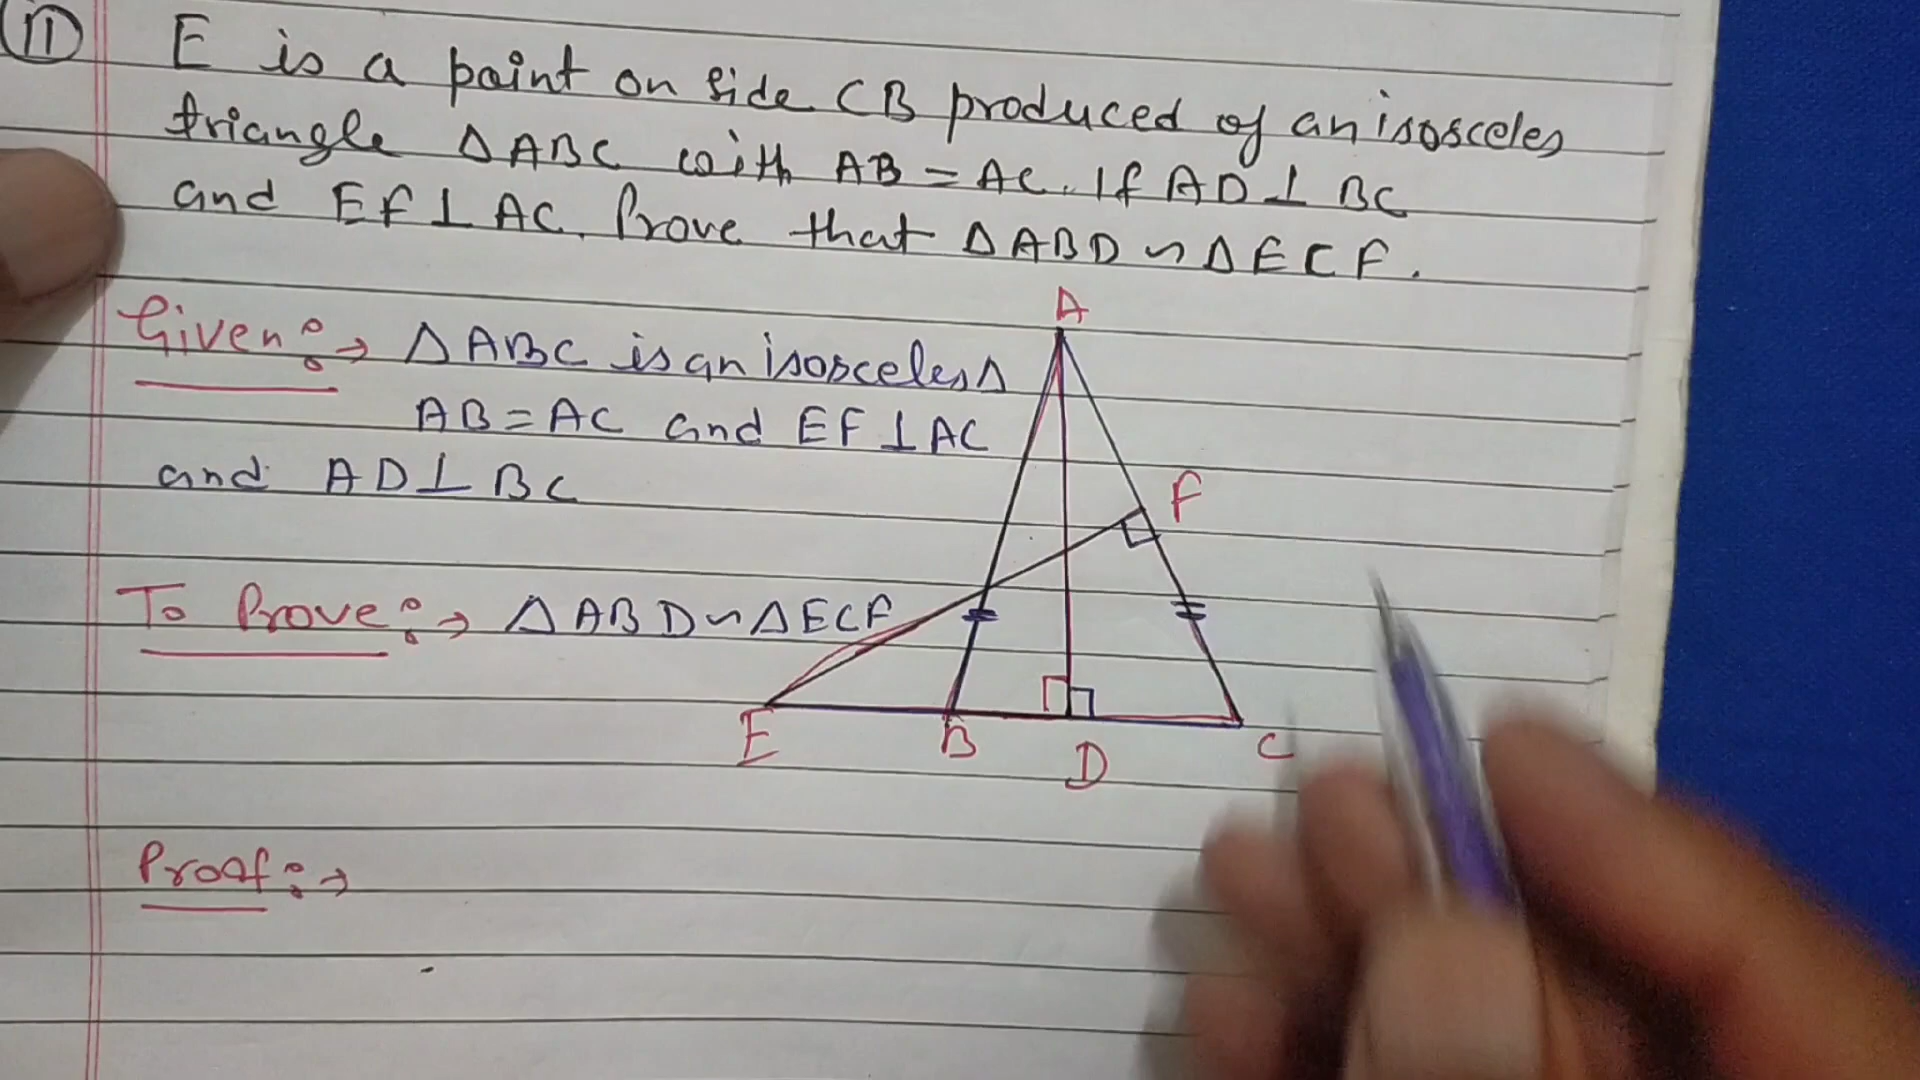 11 E is a point on side CB produced of an isosceles
triangle ΔABC with AB = AC. If AD ⊥ BC
and EF ⊥ AC. Prove that ΔABD ∽ ΔECF.
Given :→ ΔABC is an isosceles Δ
AB = AC and EF ⊥ AC
and AD ⊥ BC
To Prove :→ ΔABD ∽ ΔECF
A
F
E B D C
Proof :→